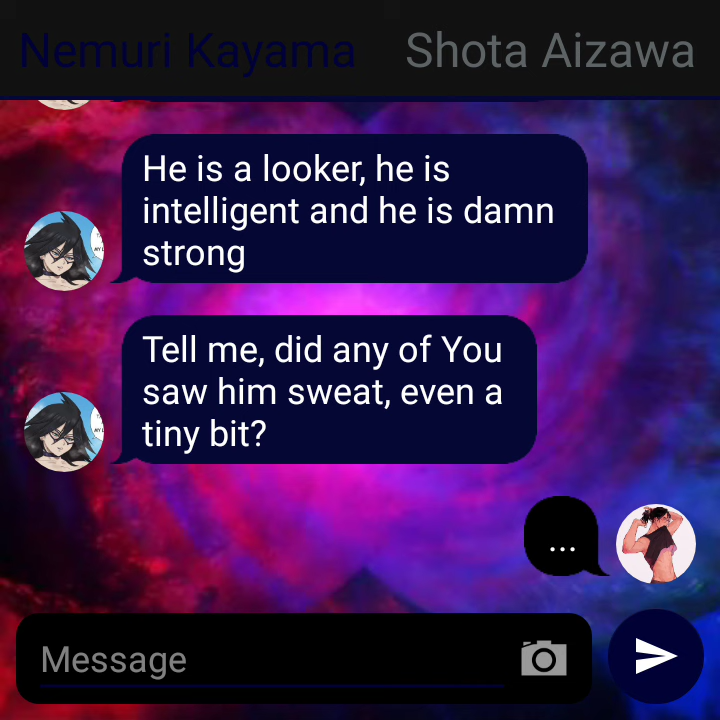 Nemuri Kayama Shota Aizawa
He is a looker, he is
intelligent and he is damn
strong
Tell me, did any of You
saw him sweat, even a
tiny bit?
...
Message